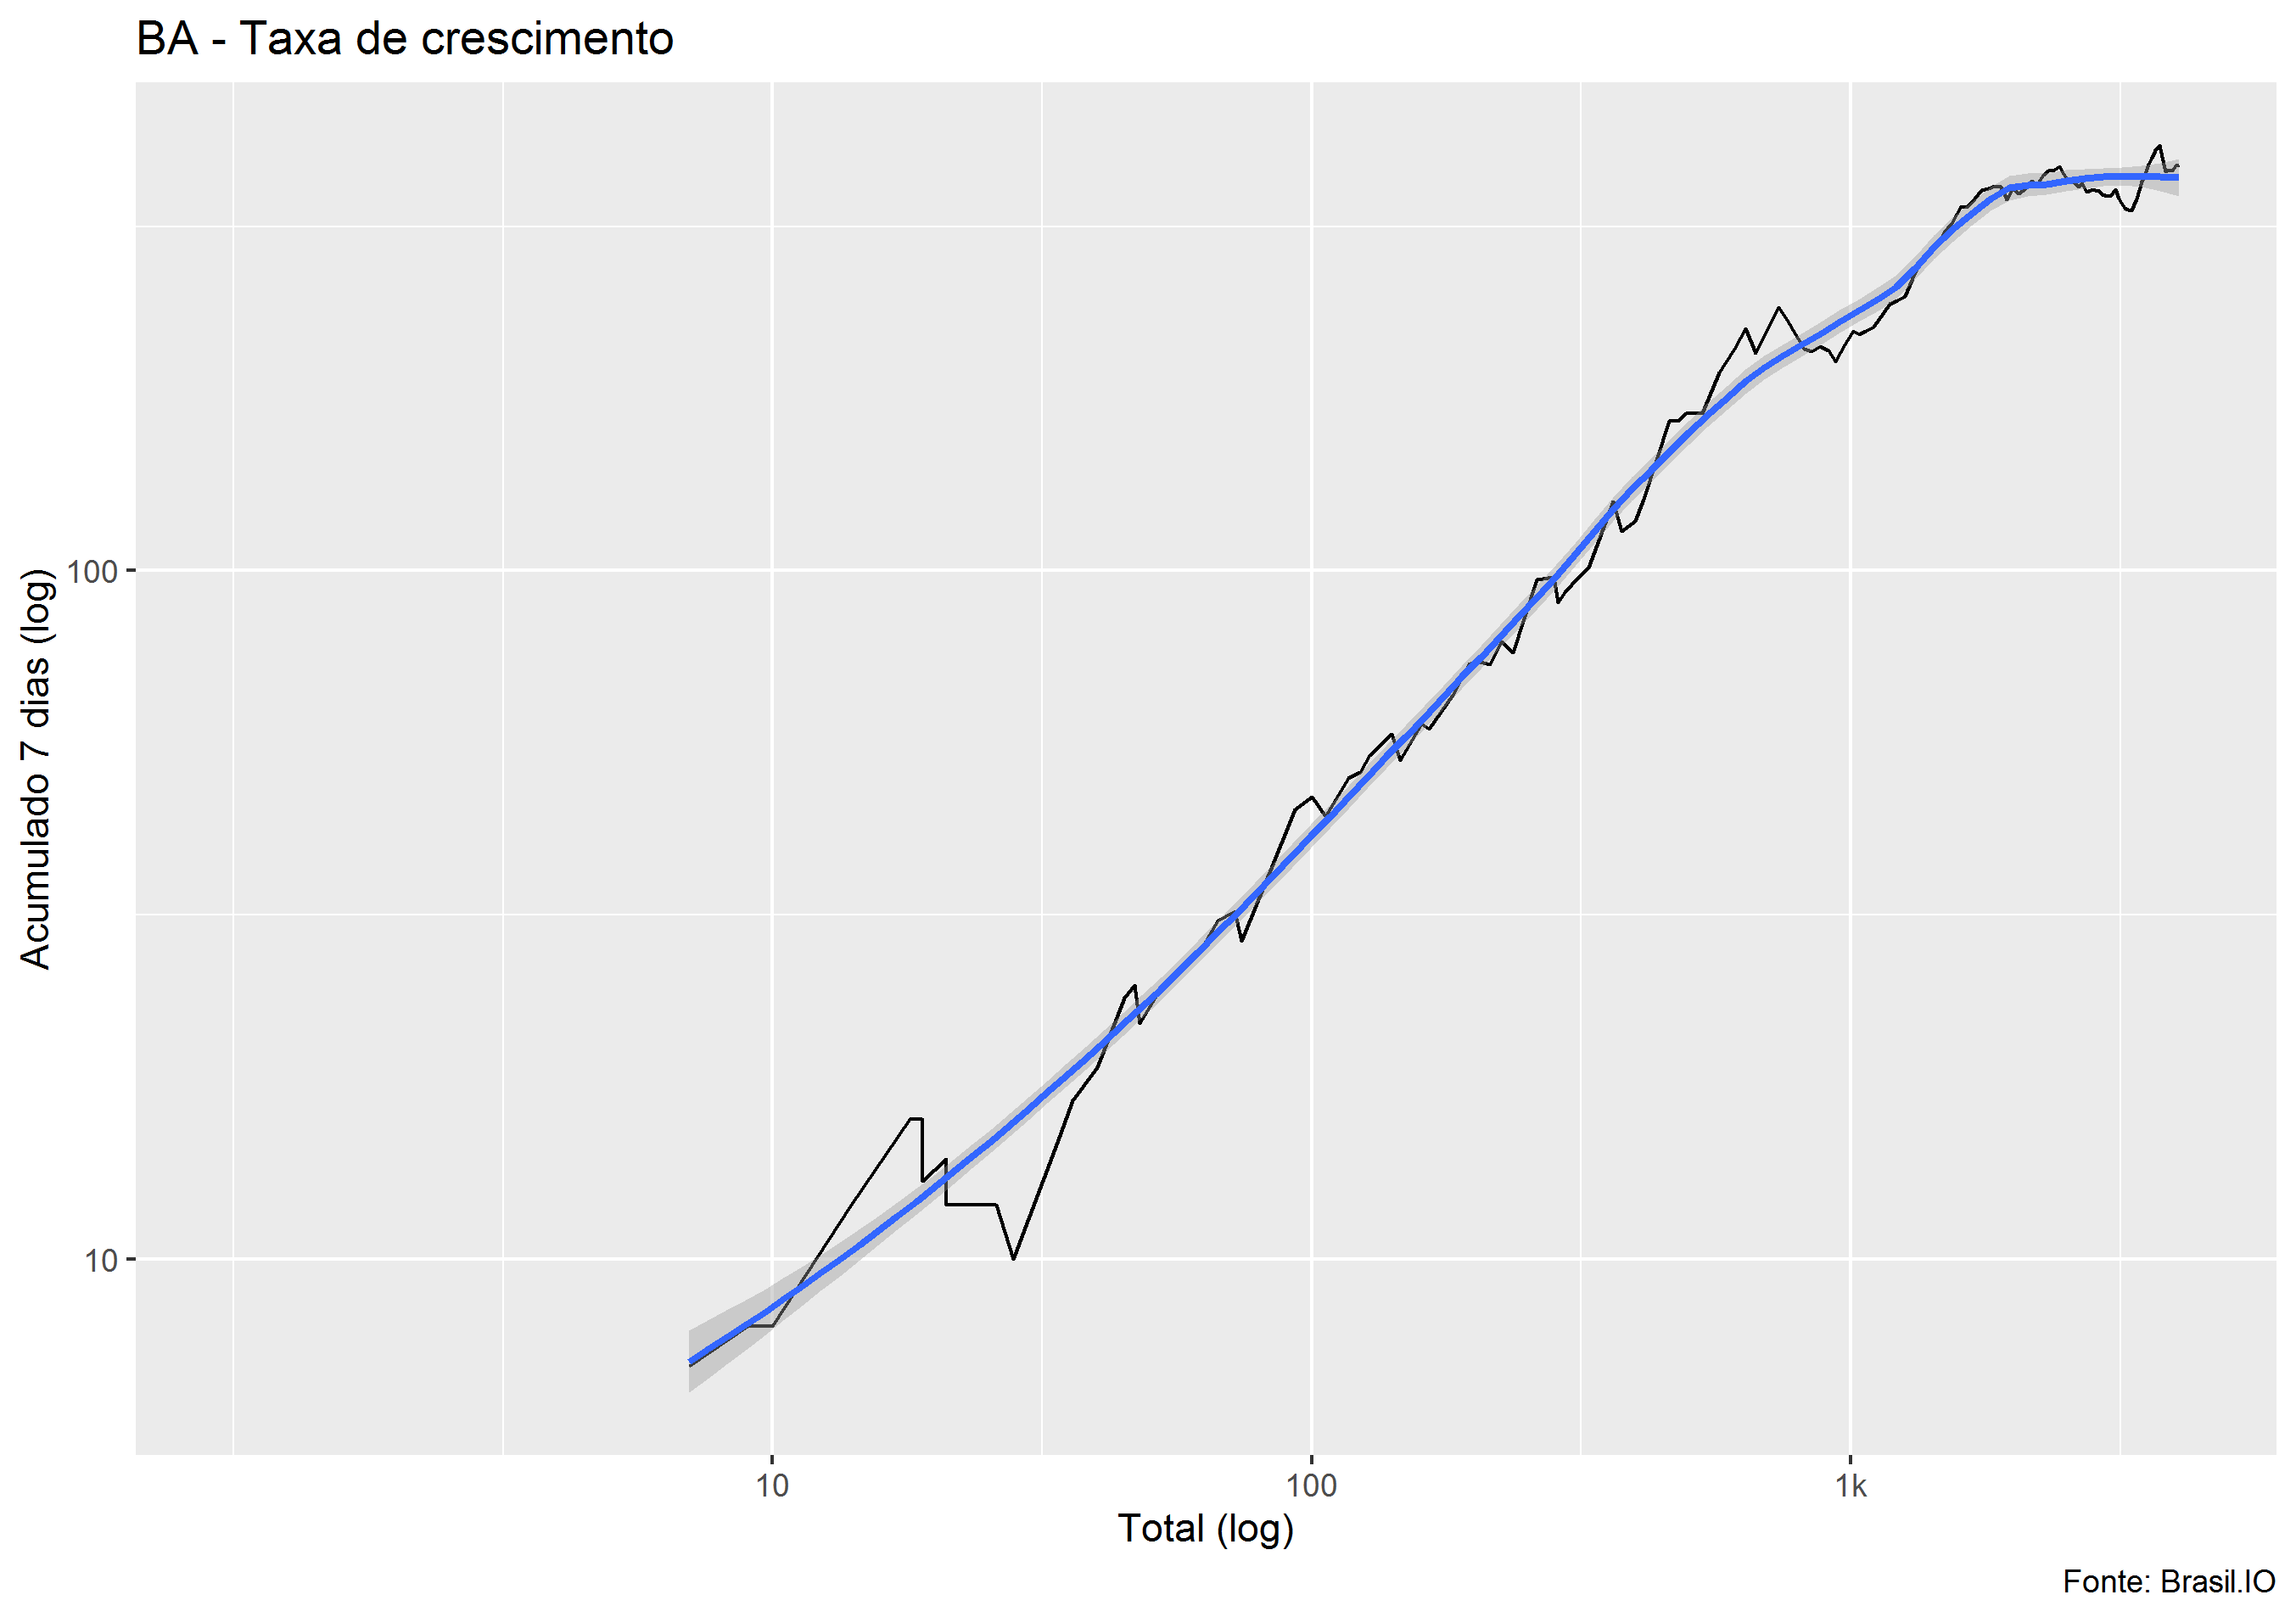 BA - Taxa de crescimento
Acumulado 7 dias (log)
100
10
10
100
1k
Total (log)
Fonte: Brasil.IO